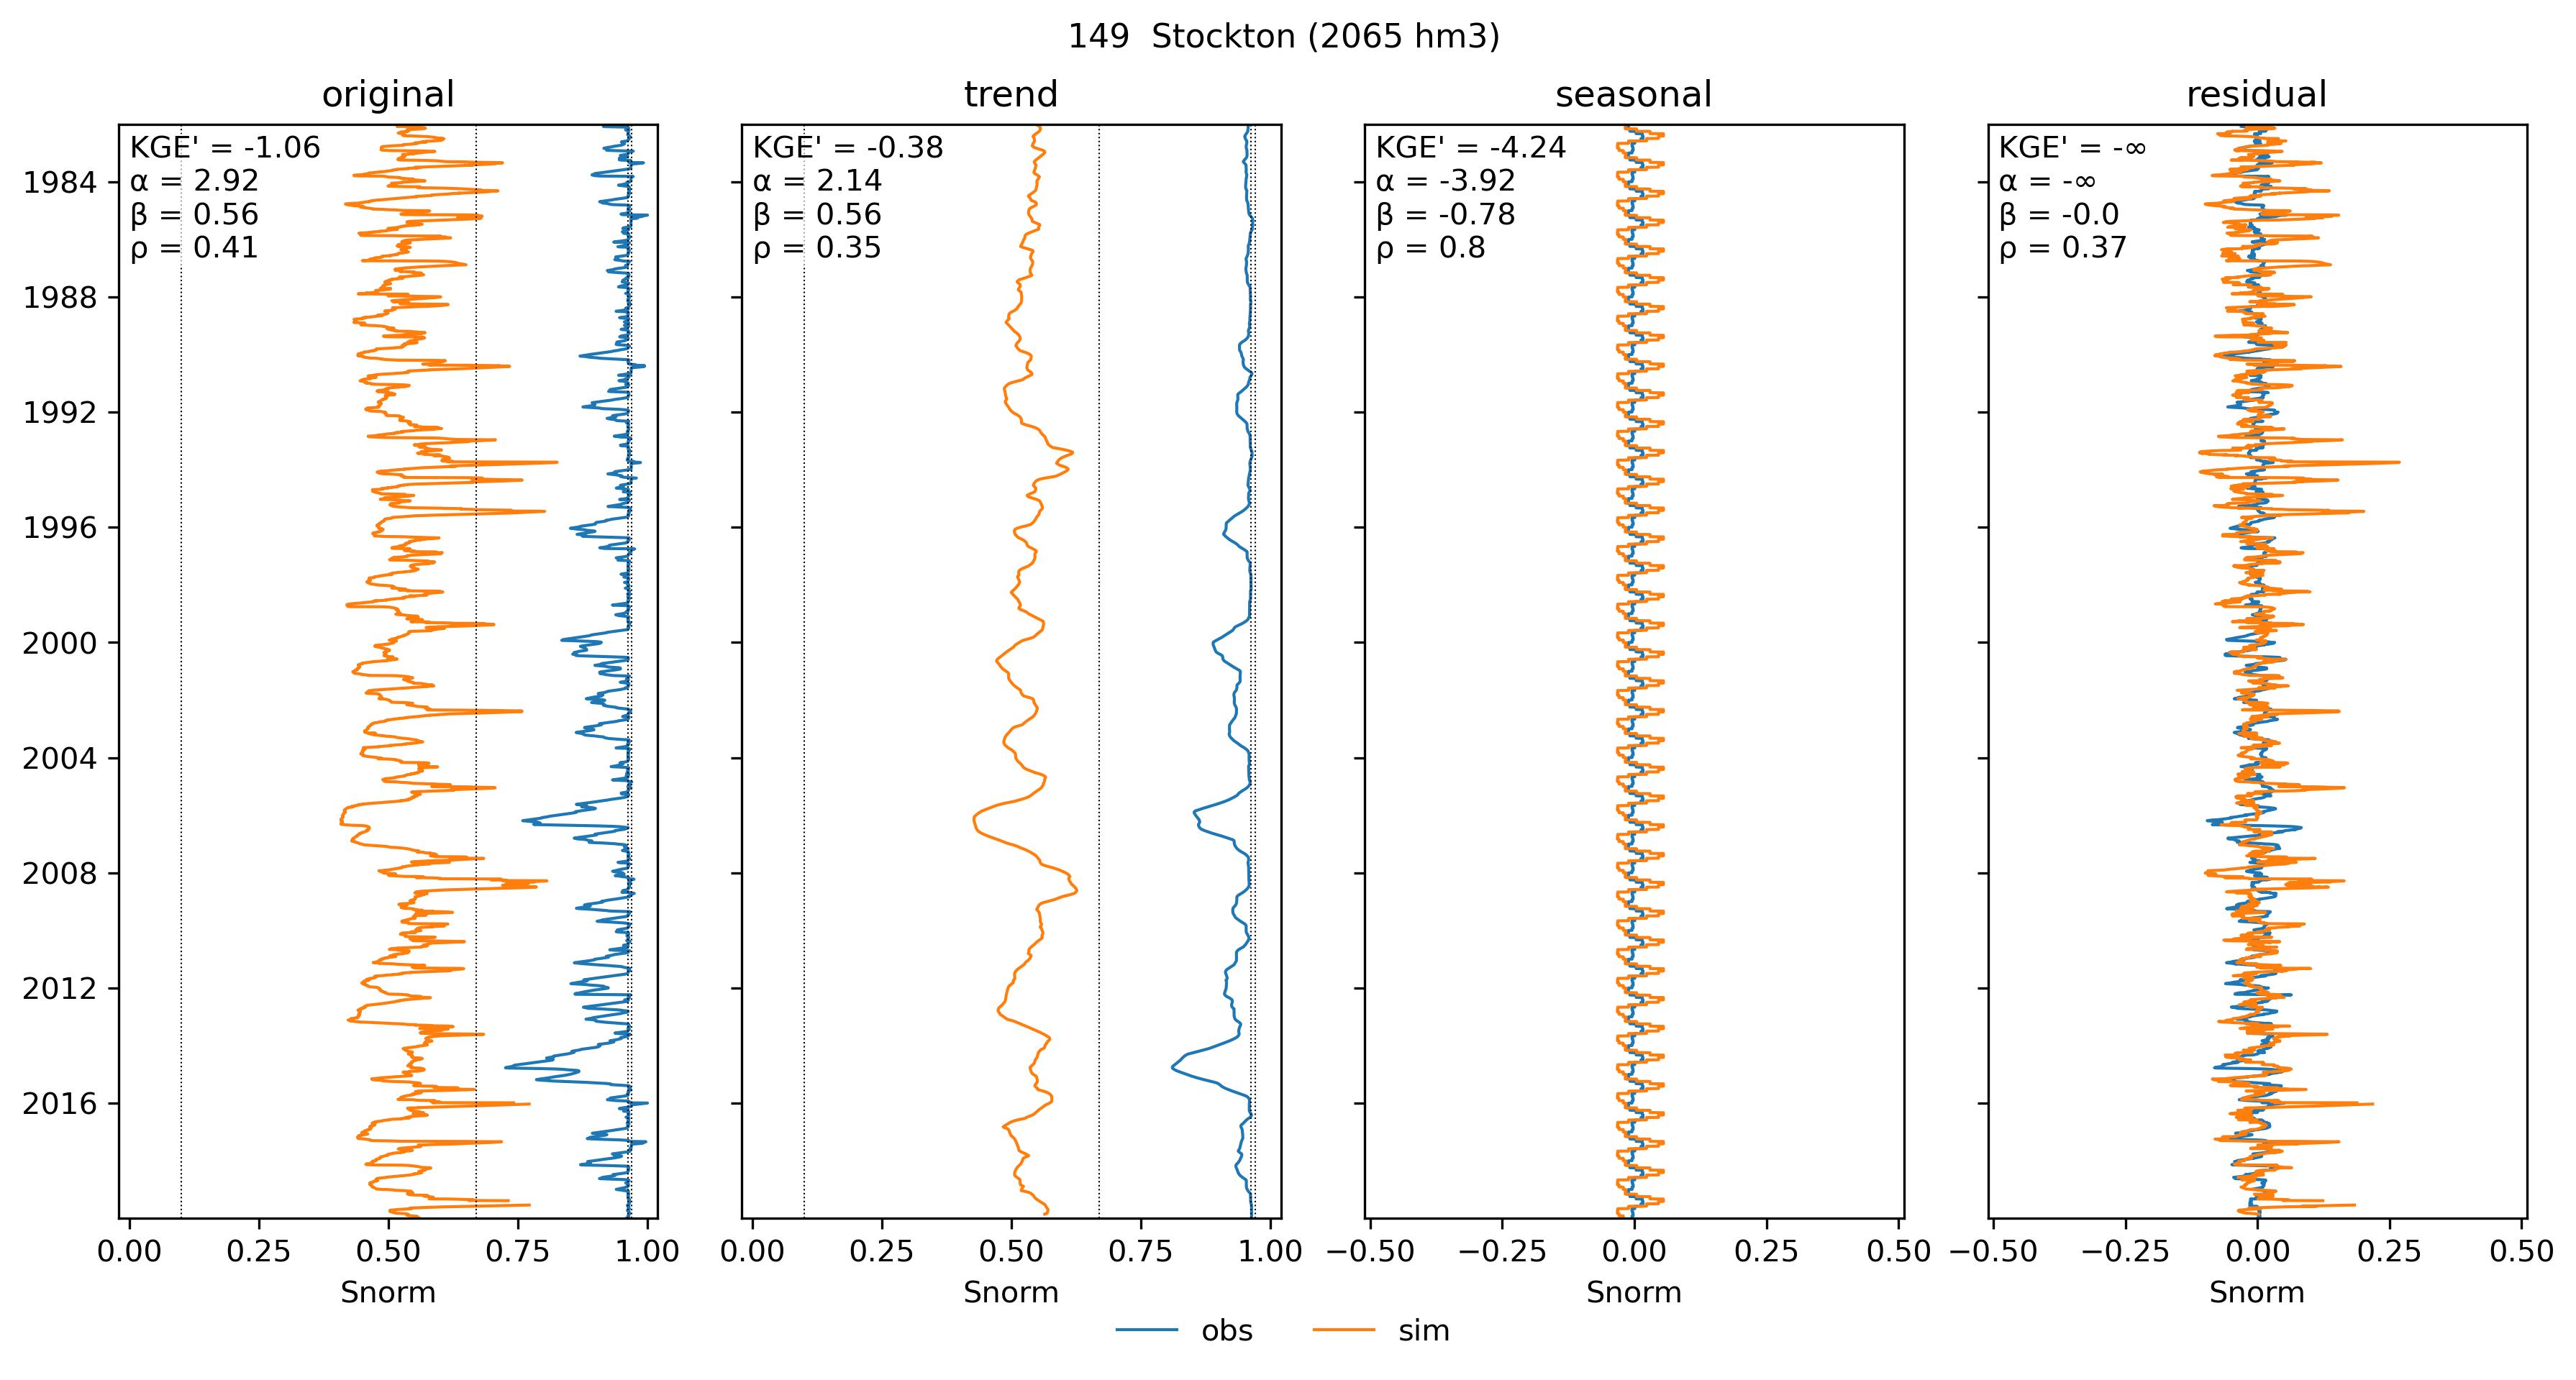 149  Stockton (2065 hm3)
original
trend
seasonal
residual
KGE' = -1.06
α = 2.92
β = 0.56
ρ = 0.41
KGE' = -0.38
α = 2.14
β = 0.56
ρ = 0.35
KGE' = -4.24
α = -3.92
β = -0.78
ρ = 0.8
KGE' = -∞
α = -∞
β = -0.0
ρ = 0.37
1984
1988
1992
1996
2000
2004
2008
2012
2016
0.00 0.25 0.50 0.75 1.00
0.00 0.25 0.50 0.75 1.00
−0.50 −0.25 0.00 0.25 0.50
−0.50 −0.25 0.00 0.25 0.50
Snorm
Snorm
Snorm
Snorm
obs
sim